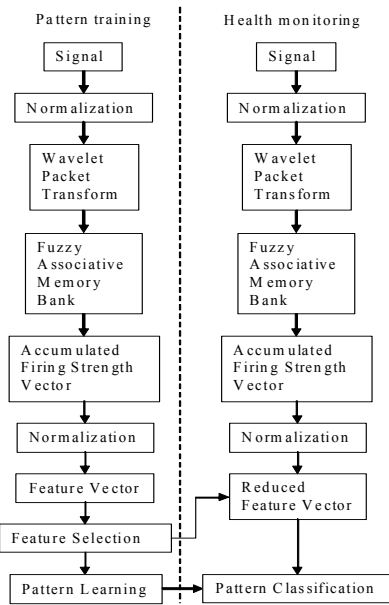 Pattern training
Signal
Normalization
Wavelet
Packet
Transform
Fuzzy
Associative
Memory
Bank
Accumulated
Firing Strength
Vector
Normalization
Feature Vector
Feature Selection
Pattern Learning
Health monitoring
Signal
Normalization
Wavelet
Packet
Transform
Fuzzy
Associative
Memory
Bank
Accumulated
Firing Strength
Vector
Normalization
Reduced
Feature Vector
Pattern Classification